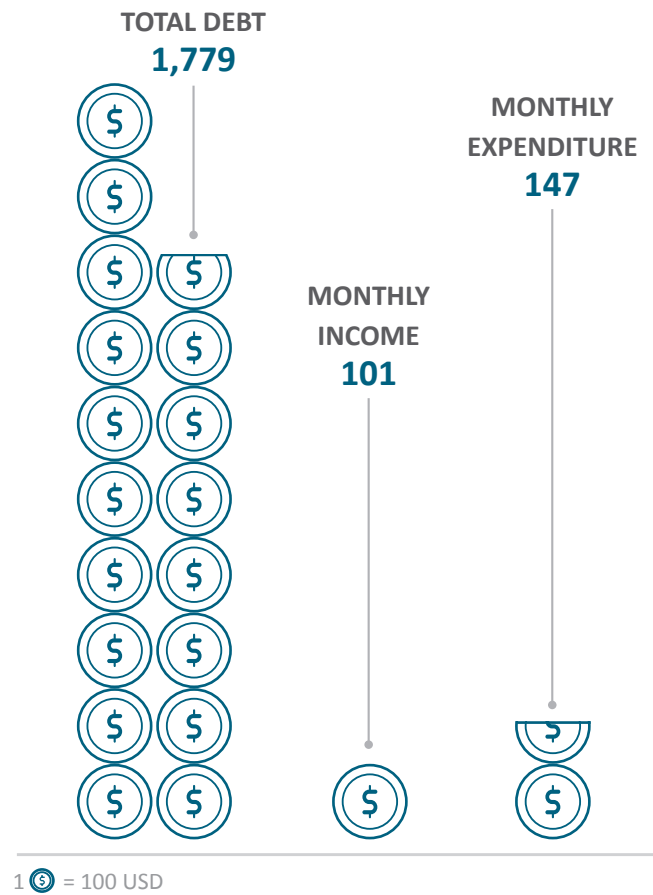 TOTAL DEBT
1,779
MONTHLY
EXPENDITURE
147
MONTHLY
INCOME
101
1 $ = 100 USD